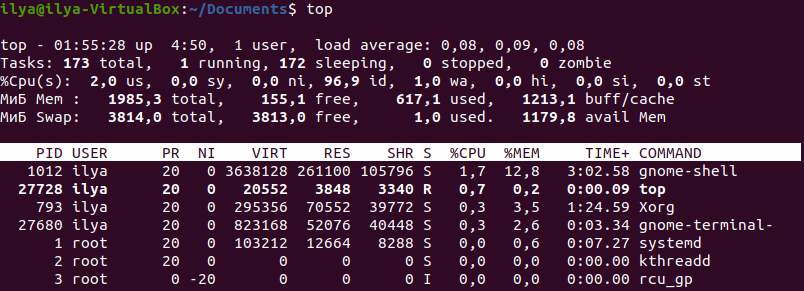 ilya@ilya-VirtualBox:~/Documents$ top
top - 01:55:28 up  4:50,  1 user,  load average: 0,08, 0,09, 0,08
Tasks: 173 total,   1 running, 172 sleeping,   0 stopped,   0 zombie
%Cpu(s):  2,0 us,  0,0 sy,  0,0 ni, 96,9 id,  1,0 wa,  0,0 hi,  0,0 si,  0,0 st
МиБ Mem :   1985,3 total,    155,1 free,    617,1 used,   1213,1 buff/cache
МиБ Swap:   3814,0 total,   3813,0 free,      1,0 used.   1179,8 avail Mem
PID USER      PR  NI    VIRT    RES    SHR S  %CPU  %MEM     TIME+ COMMAND
1012 ilya      20   0 3638128 261100 105796 S   1,7  12,8   3:02.58 gnome-shell
27728 ilya      20   0   20552   3848   3340 R   0,7   0,2   0:00.09 top
793 ilya      20   0  295356  70552  39772 S   0,3   3,5   1:24.59 Xorg
27680 ilya      20   0  823168  52076  40448 S   0,3   2,6   0:03.34 gnome-terminal-
1 root      20   0  103212  12664   8288 S   0,0   0,6   0:07.27 systemd
2 root      20   0       0      0      0 S   0,0   0,0   0:00.00 kthreadd
3 root       0 -20       0      0      0 I   0,0   0,0   0:00.00 rcu_gp